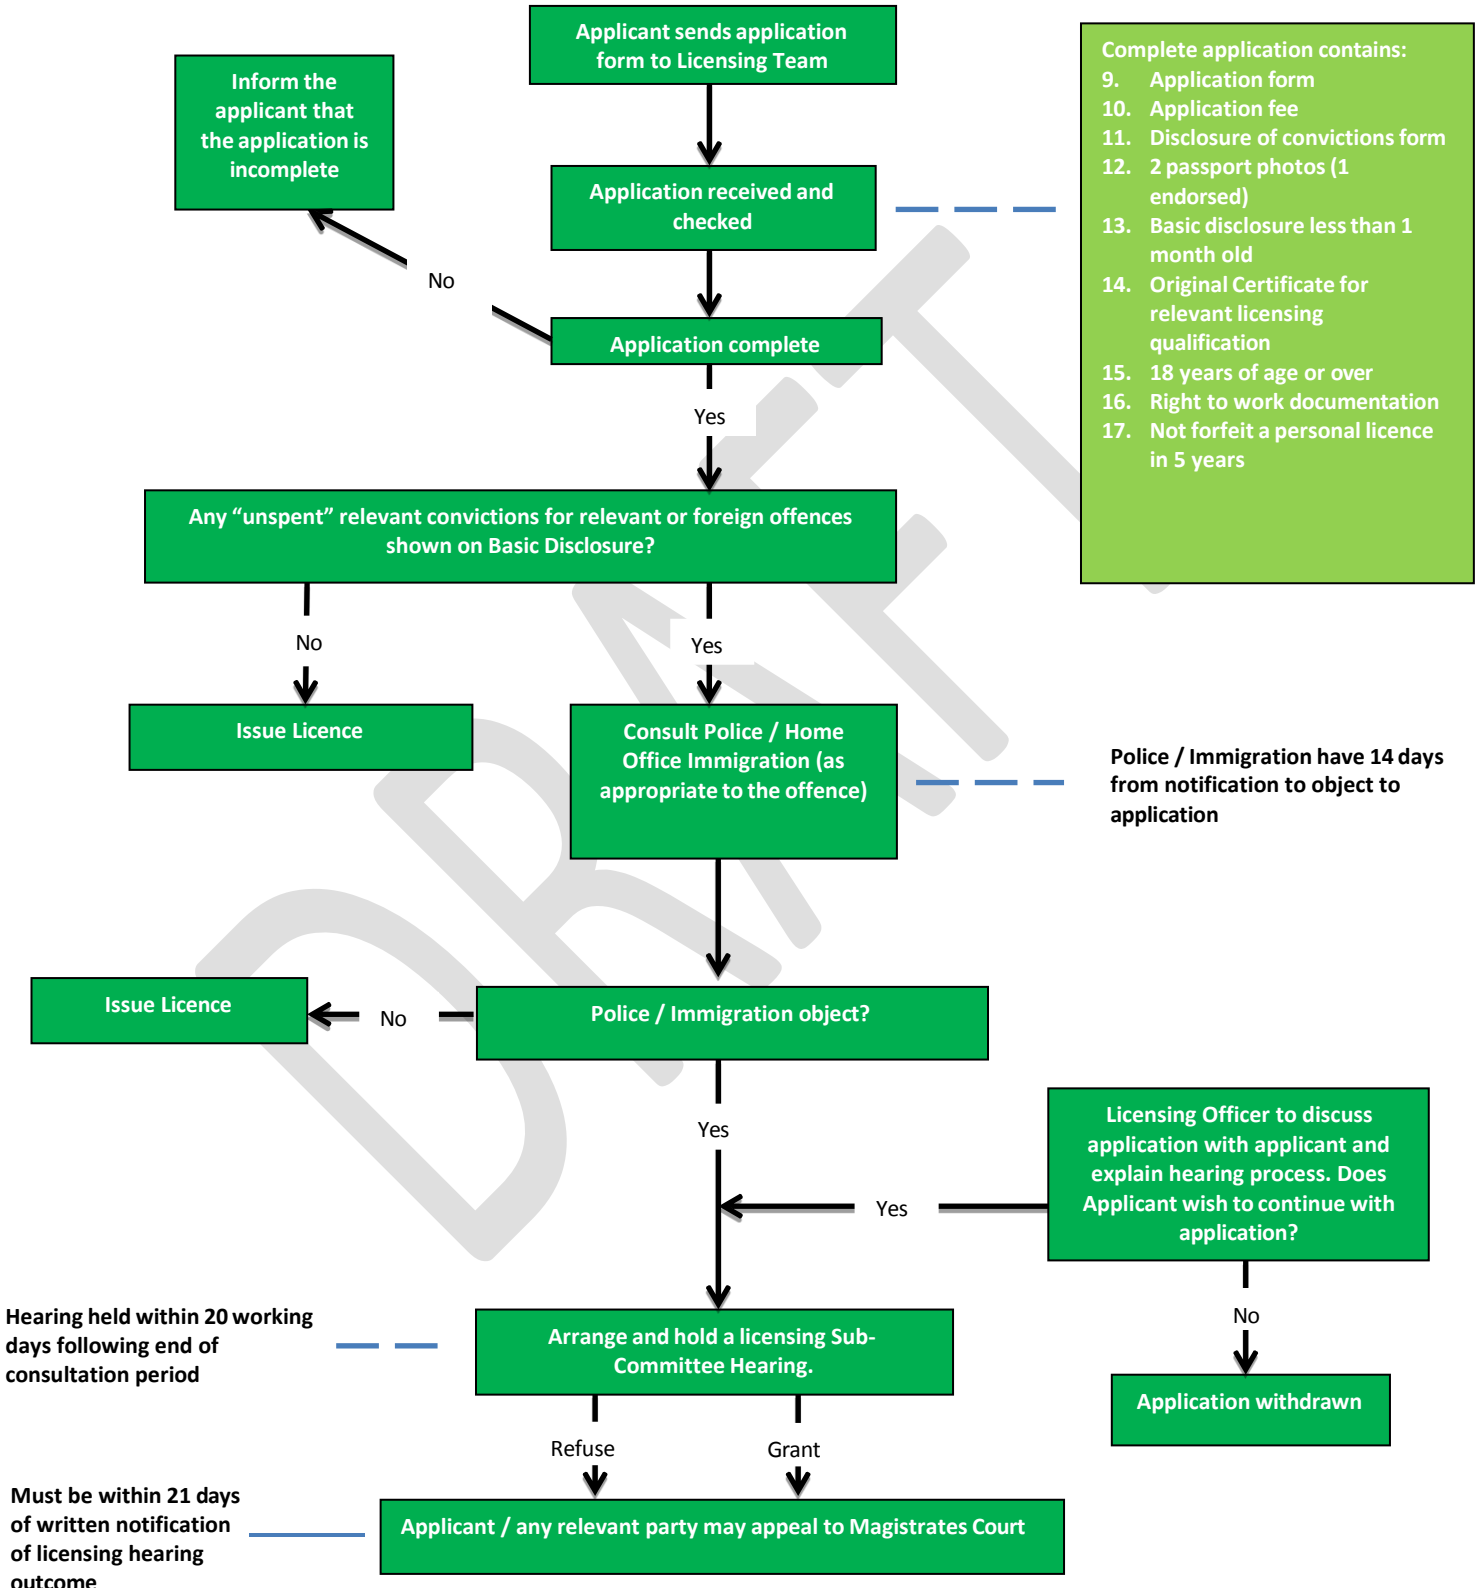 Applicant sends application
form to Licensing Team
Complete application contains:
9. Application form
10. Application fee
11. Disclosure of convictions form
12. 2 passport photos (1
endorsed)
13. Basic disclosure less than 1
month old
14. Original Certificate for
relevant licensing
qualification
15. 18 years of age or over
16. Right to work documentation
17. Not forfeit a personal licence
in 5 years
Inform the
applicant that
the application is
incomplete
Application received and
checked
No
Application complete
Yes
Any “unspent” relevant convictions for relevant or foreign offences
shown on Basic Disclosure?
No
Yes
Issue Licence
Consult Police / Home
Office Immigration (as
appropriate to the offence)
Police / Immigration have 14 days
from notification to object to
application
Issue Licence
No
Police / Immigration object?
Yes
Licensing Officer to discuss
application with applicant and
explain hearing process. Does
Applicant wish to continue with
application?
Yes
No
Hearing held within 20 working
days following end of
consultation period
Arrange and hold a licensing Sub-
Committee Hearing.
Application withdrawn
Refuse
Grant
Must be within 21 days
of written notification
of licensing hearing
outcome
Applicant / any relevant party may appeal to Magistrates Court
DRAFT